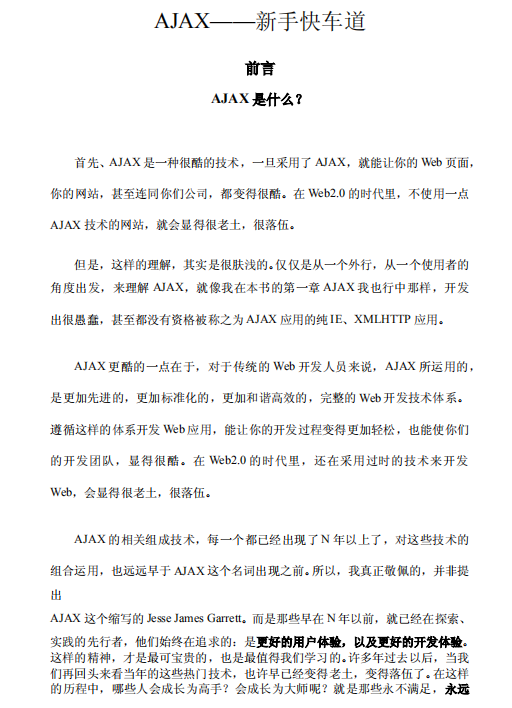 AJAX——新手快车道
前言
AJAX 是什么？
首先、AJAX 是一种很酷的技术，一旦采用了 AJAX，就能让你的 Web 页面，
你的网站，甚至连同你们公司，都变得很酷。在 Web2.0 的时代里，不使用一点
AJAX 技术的网站，就会显得很老土，很落伍。
但是，这样的理解，其实是很肤浅的。仅仅是从一个外行，从一个使用者的
角度出发，来理解 AJAX，就像我在本书的第一章 AJAX 我也行中那样，开发
出很愚蠢，甚至都没有资格被称之为 AJAX 应用的纯IE、XMLHTTP 应用。
AJAX 更酷的一点在于，对于传统的 Web 开发人员来说，AJAX 所运用的，
是更加先进的，更加标准化的，更加和谐高效的，完整的 Web 开发技术体系。
遵循这样的体系开发 Web 应用，能让你的开发过程变得更加轻松，也能使你们
的开发团队，显得很酷。在 Web2.0 的时代里，还在采用过时的技术来开发
Web，会显得很老土，很落伍。
AJAX 的相关组成技术，每一个都已经出现了 N 年以上了，对这些技术的
组合运用，也远远早于 AJAX 这个名词出现之前。所以，我真正敬佩的，并非提
出
AJAX 这个缩写的 Jesse James Garrett。而是那些早在 N 年以前，就已经在探索、
实践的先行者，他们始终在追求的：是更好的用户体验，以及更好的开发体验。
这样的精神，才是最可宝贵的，也是最值得我们学习的。许多年过去以后，当我
们再回头来看当年的这些热门技术，也许早已经变得老土，变得落伍了。在这样
的历程中，哪些人会成长为高手？会成长为大师呢？就是那些永不满足，永远